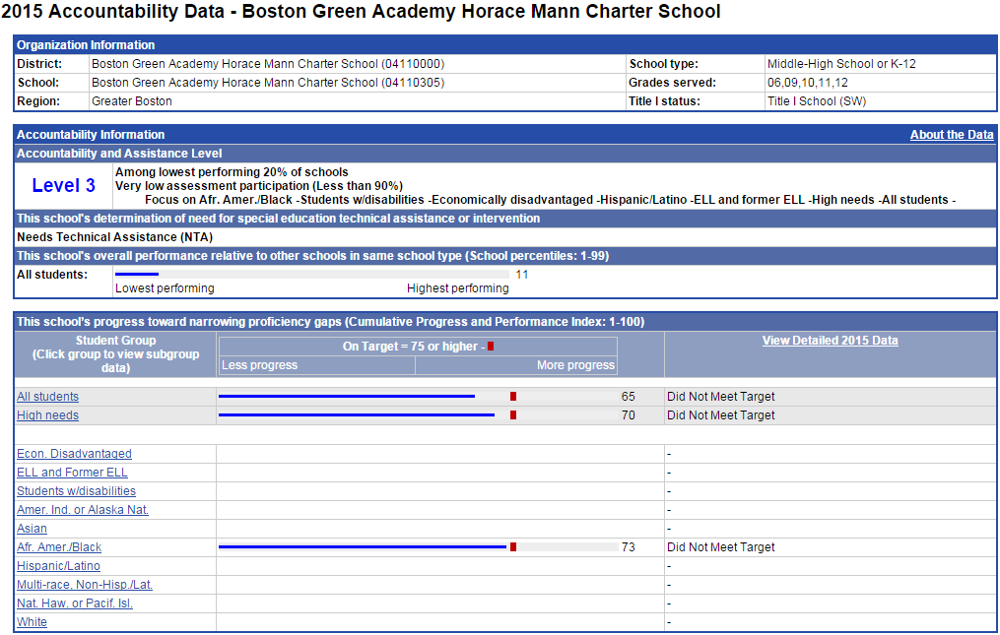 2015 Accountability Data - Boston Green Academy Horace Mann Charter School
Organization Information
District: Boston Green Academy Horace Mann Charter School (04110000) School type: Middle-High School or K-12
School: Boston Green Academy Horace Mann Charter School (04110305) Grades served: 06,09,10,11,12
Region: Greater Boston Title I status: Title I School (SW)
Accountability Information About the Data
Accountability and Assistance Level
Level 3
Among lowest performing 20% of schools
Very low assessment participation (Less than 90%)
Focus on Afr. Amer./Black -Students w/disabilities -Economically disadvantaged -Hispanic/Latino -ELL and former ELL -High needs -All students -
This school's determination of need for special education technical assistance or intervention
Needs Technical Assistance (NTA)
This school's overall performance relative to other schools in same school type (School percentiles: 1-99)
All students: 11
Lowest performing Highest performing
This school's progress toward narrowing proficiency gaps (Cumulative Progress and Performance Index: 1-100)
Student Group
(Click group to view subgroup
data)
On Target = 75 or higher -
Less progress More progress
View Detailed 2015 Data
All students 65 Did Not Meet Target
High needs 70 Did Not Meet Target
Econ. Disadvantaged -
ELL and Former ELL -
Students w/disabilities -
Amer. Ind. or Alaska Nat. -
Asian -
Afr. Amer./Black 73 Did Not Meet Target
Hispanic/Latino -
Multi-race, Non-Hisp./Lat. -
Nat. Haw. or Pacif. Isl. -
White -